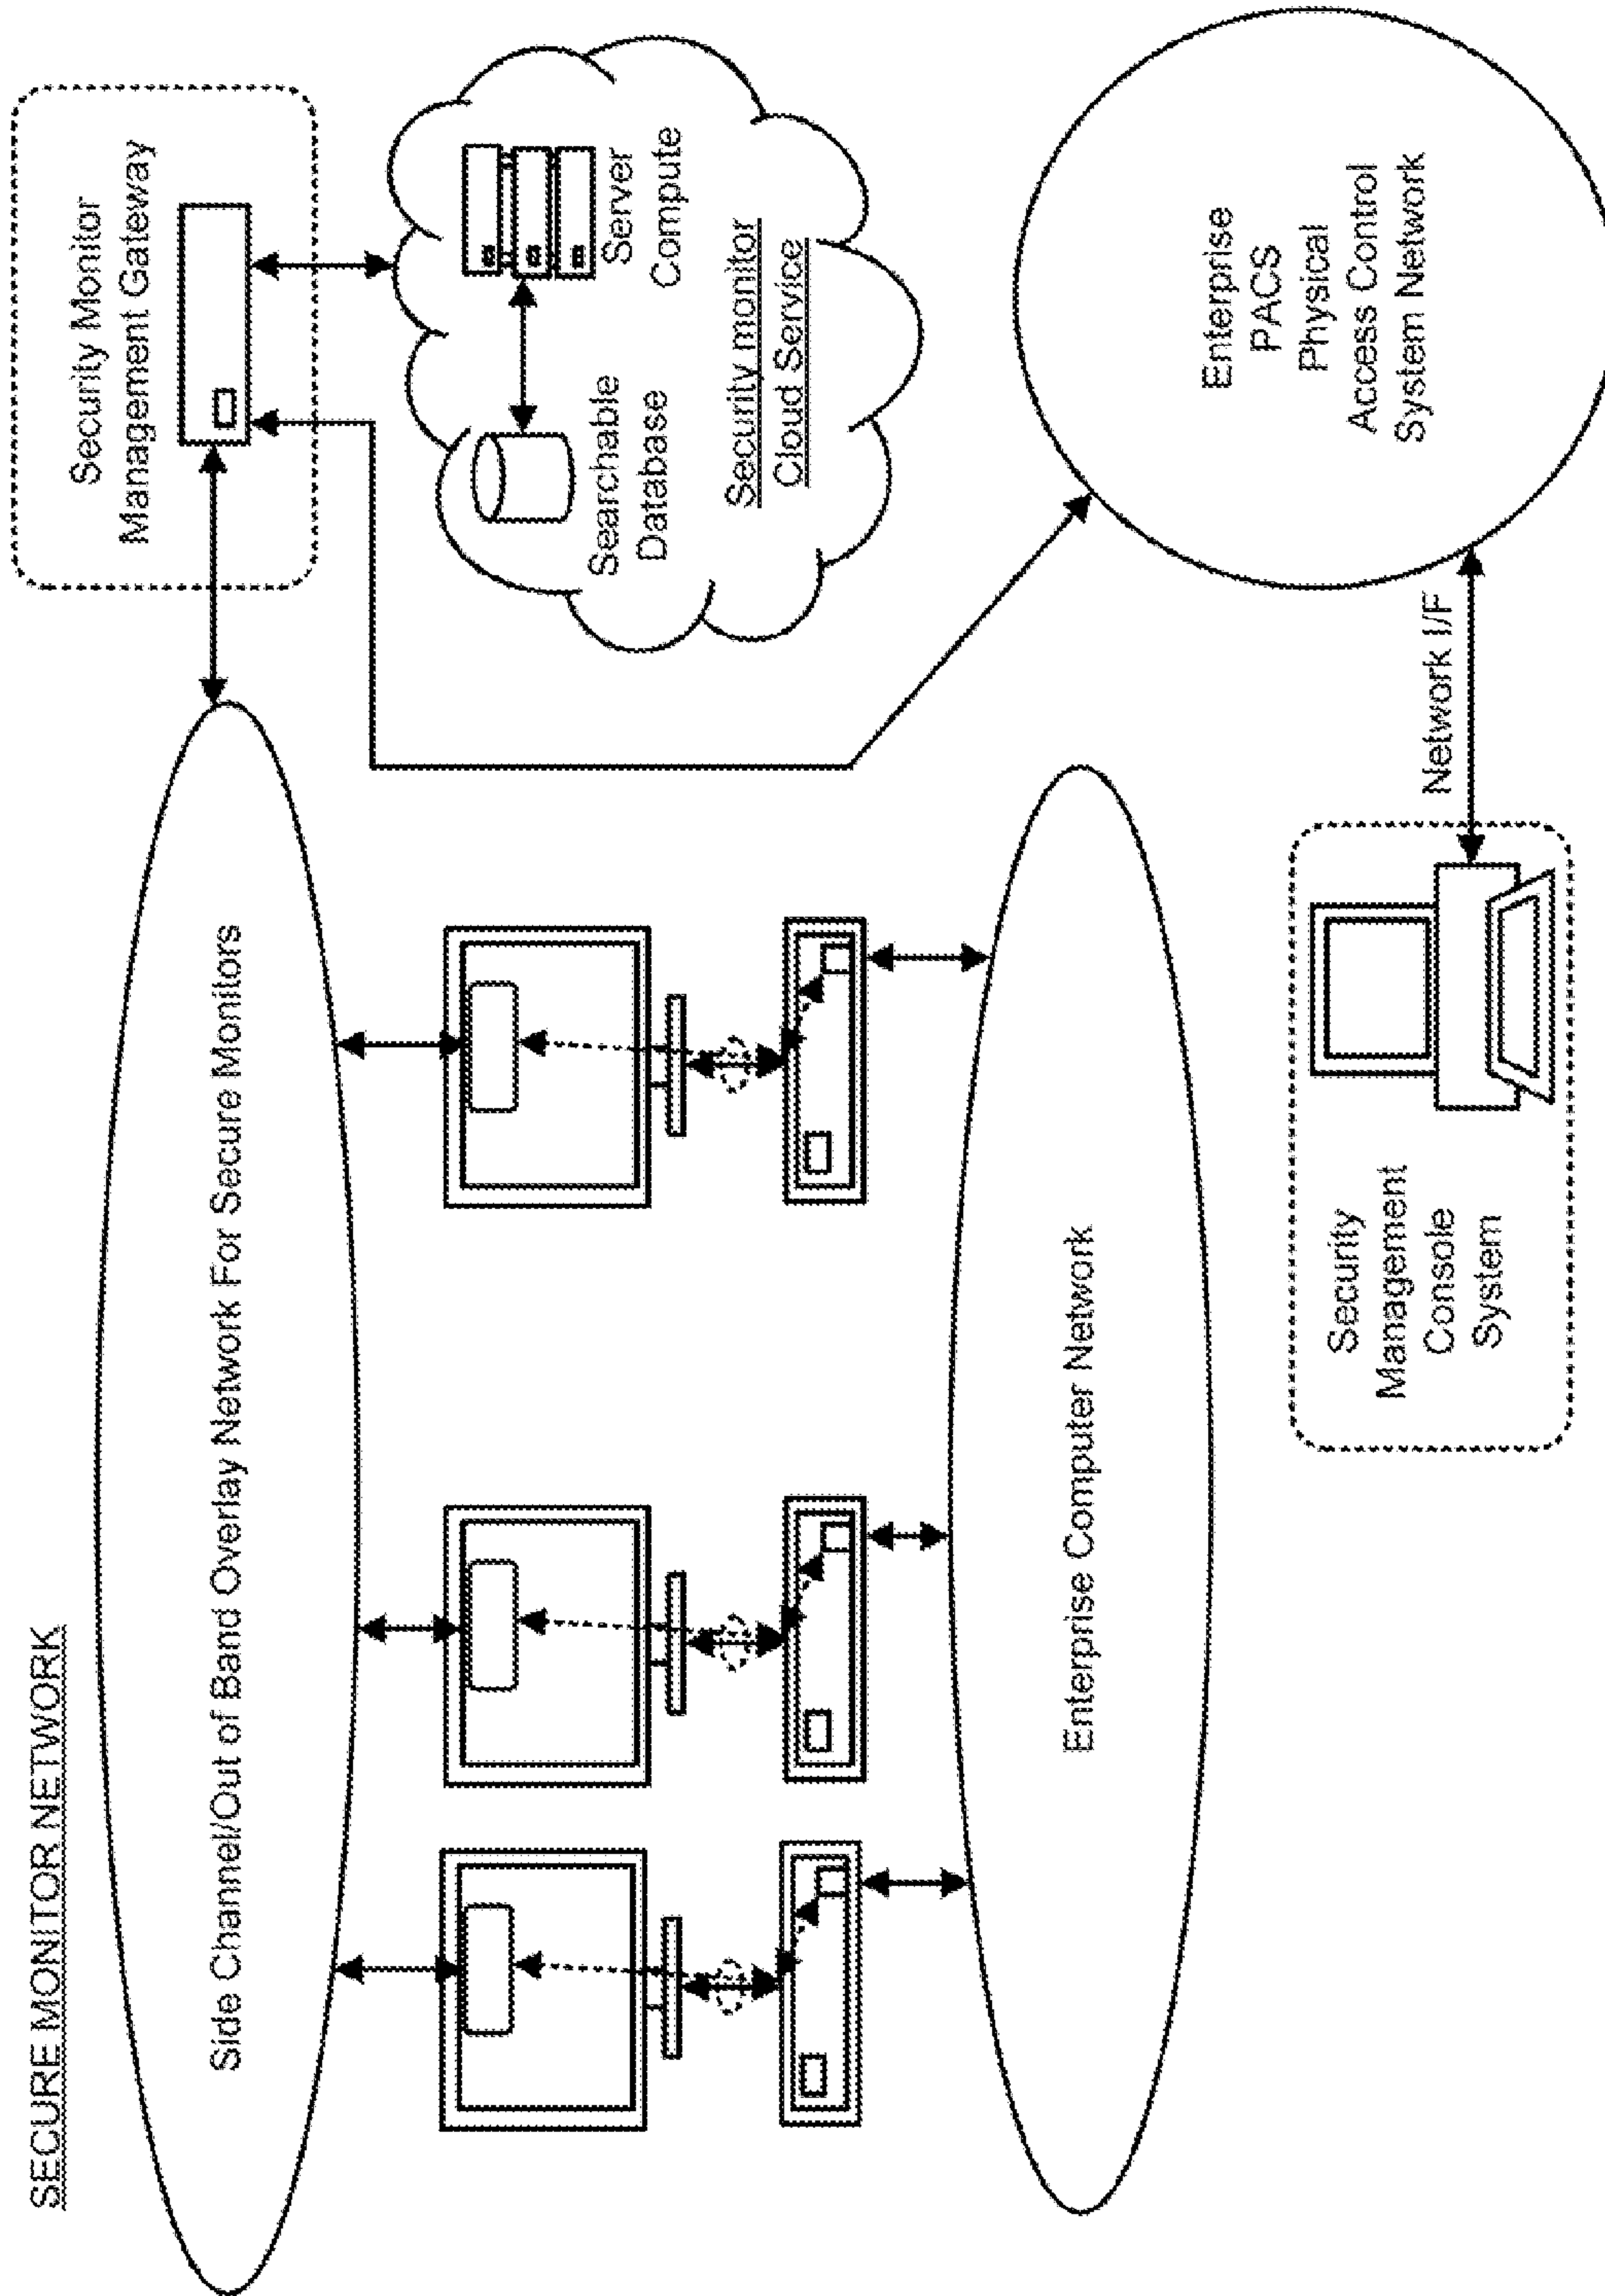 SECURE MONITOR NETWORK
Side Channel/Out of Band Overlay Network For Secure Monitors
Security Monitor
Management Gateway
Searchable
Database
Server
Compute
Security monitor
Cloud Service
Enterprise Computer Network
Security
Management
Console
System
Network I/F
Enterprise
PACS
Physical
Access Control
System Network